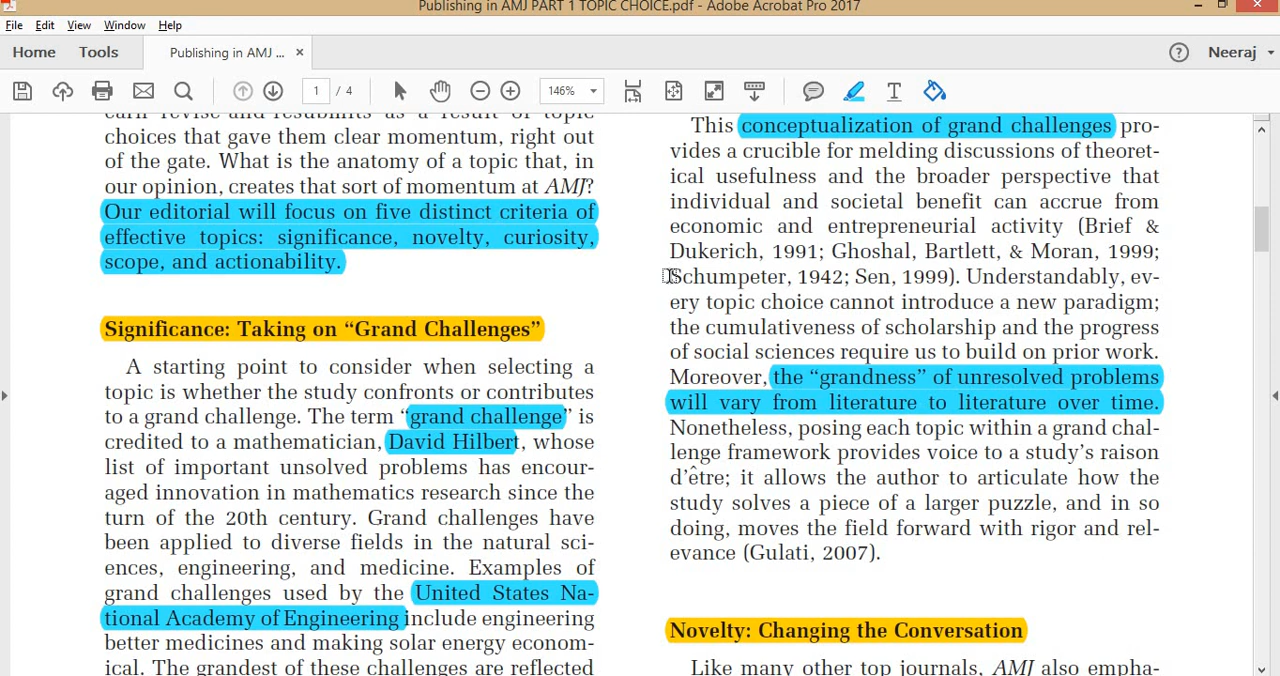 Publishing in AMJ PART 1 TOPIC CHOICE.pdf - Adobe Acrobat Pro 2017
File Edit View Window Help
Home Tools Publishing in AMJ ... × ? Neeraj
1 / 4 146%
earn revise and resubmits as a result of topic
choices that gave them clear momentum, right out
of the gate. What is the anatomy of a topic that, in
our opinion, creates that sort of momentum at AMJ?
Our editorial will focus on five distinct criteria of
effective topics: significance, novelty, curiosity,
scope, and actionability.
Significance: Taking on “Grand Challenges”
A starting point to consider when selecting a
topic is whether the study confronts or contributes
to a grand challenge. The term “grand challenge” is
credited to a mathematician, David Hilbert, whose
list of important unsolved problems has encour-
aged innovation in mathematics research since the
turn of the 20th century. Grand challenges have
been applied to diverse fields in the natural sci-
ences, engineering, and medicine. Examples of
grand challenges used by the United States Na-
tional Academy of Engineering include engineering
better medicines and making solar energy econom-
ical. The grandest of these challenges are reflected
This conceptualization of grand challenges pro-
vides a crucible for melding discussions of theoret-
ical usefulness and the broader perspective that
individual and societal benefit can accrue from
economic and entrepreneurial activity (Brief &
Dukerich, 1991; Ghoshal, Bartlett, & Moran, 1999;
Schumpeter, 1942; Sen, 1999). Understandably, ev-
ery topic choice cannot introduce a new paradigm;
the cumulativeness of scholarship and the progress
of social sciences require us to build on prior work.
Moreover, the “grandness” of unresolved problems
will vary from literature to literature over time.
Nonetheless, posing each topic within a grand chal-
lenge framework provides voice to a study’s raison
d’être; it allows the author to articulate how the
study solves a piece of a larger puzzle, and in so
doing, moves the field forward with rigor and rel-
evance (Gulati, 2007).
Novelty: Changing the Conversation
Like many other top journals, AMJ also empha-